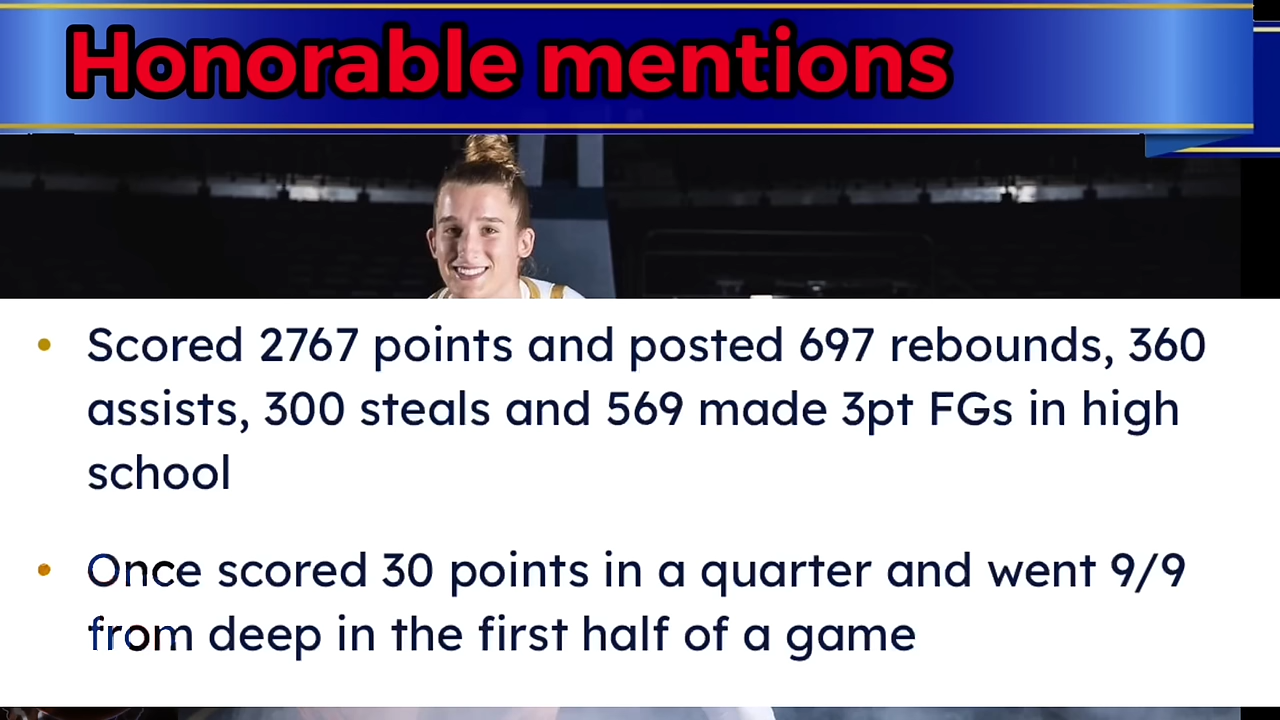 Honorable mentions
• Scored 2767 points and posted 697 rebounds, 360
assists, 300 steals and 569 made 3pt FGs in high
school
• Once scored 30 points in a quarter and went 9/9
from deep in the first half of a game